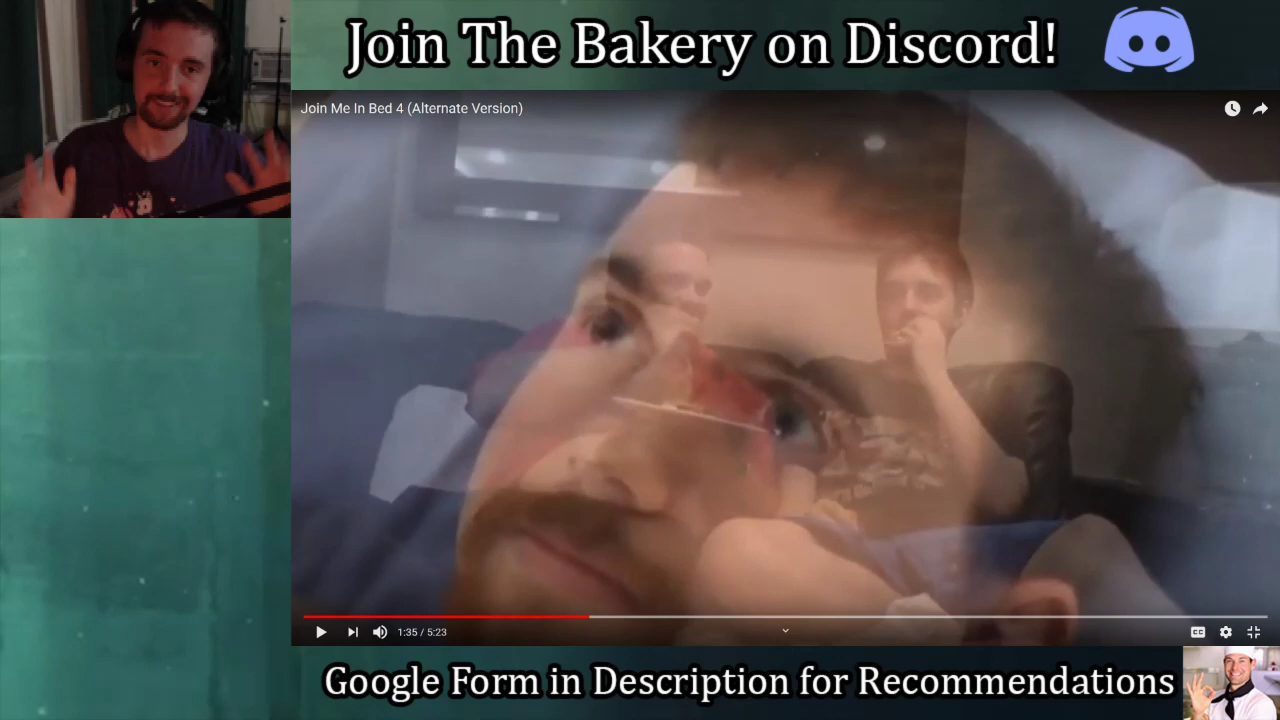 Join The Bakery on Discord!
Join Me In Bed 4 (Alternate Version)
1:35 / 5:23
CC
Google Form in Description for Recommendations